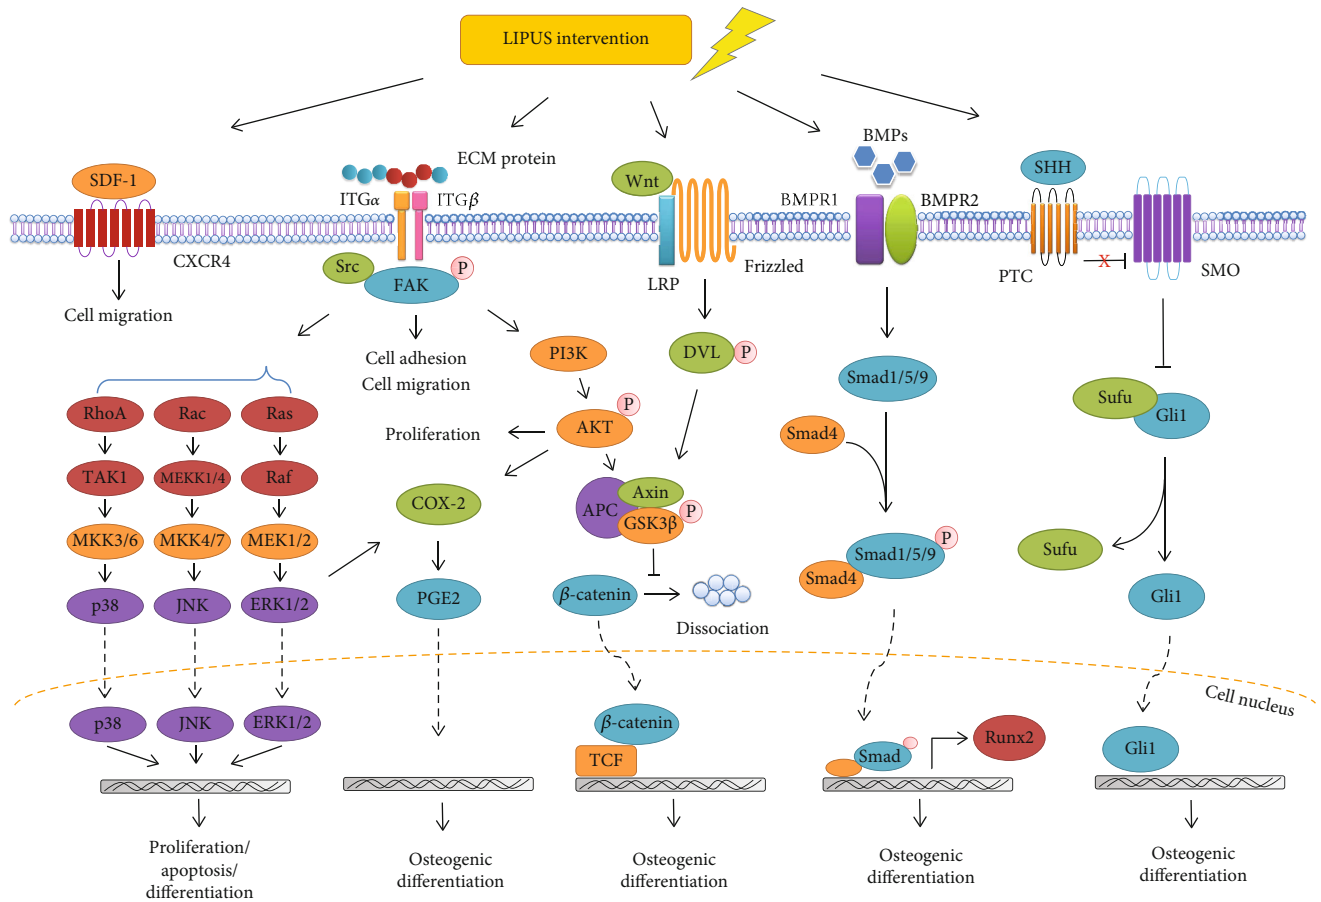 LIPUS intervention
BMPs
ECM protein
SDF-1
Wnt
SHH
ITGα
ITGβ
BMPR1
BMPR2
CXCR4
Src
P
FAK
LRP
Frizzled
PTC
X
SMO
Cell migration
Cell adhesion
Cell migration
PI3K
DVL
P
Smad1/5/9
Sufu
Gli1
RhoA
Rac
Ras
P
AKT
Proliferation
Smad4
TAK1
MEKK1/4
Raf
COX-2
APC
Axin
GSK3β
P
MKK3/6
MKK4/7
MEK1/2
P
Smad1/5/9
Smad4
Sufu
p38
JNK
ERK1/2
PGE2
β-catenin
Dissociation
Gli1
Cell nucleus
p38
JNK
ERK1/2
β-catenin
TCF
Smad
Runx2
Gli1
Proliferation/
apoptosis/
differentiation
Osteogenic
differentiation
Osteogenic
differentiation
Osteogenic
differentiation
Osteogenic
differentiation